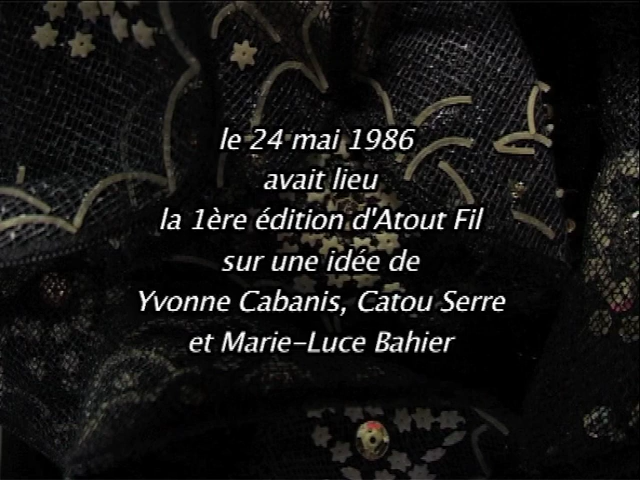 le 24 mai 1986
avait lieu
la 1ère édition d'Atout Fil
sur une idée de
Yvonne Cabanis, Catou Serre
et Marie-Luce Bahier